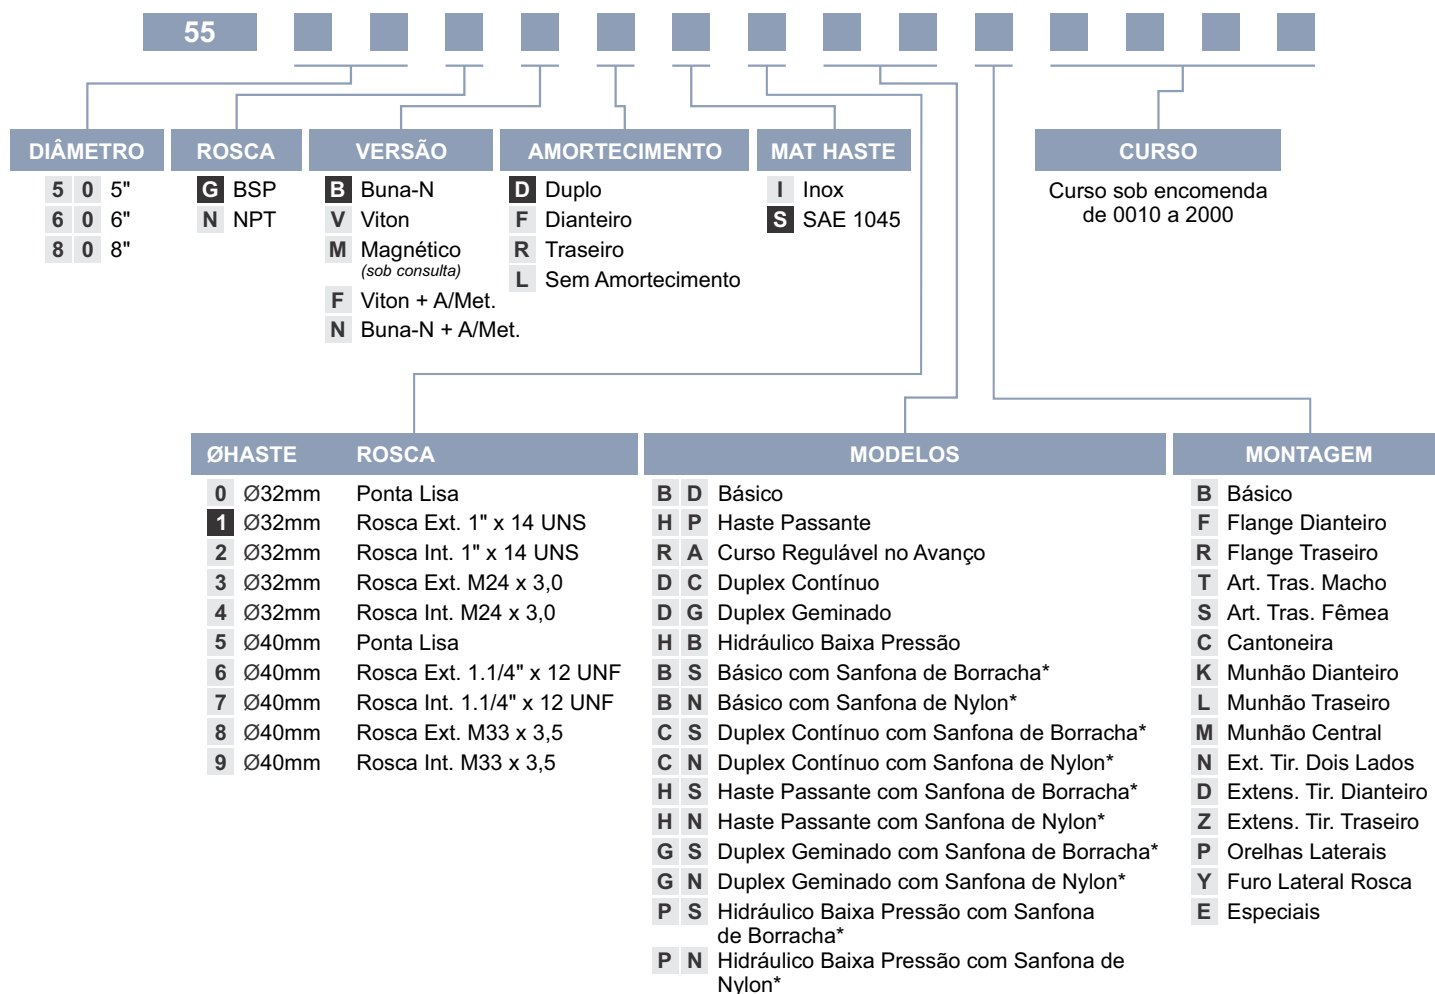 55
DIÂMETRO
5 0 5"
6 0 6"
8 0 8"
ROSCA
G BSP
N NPT
VERSÃO
B Buna-N
V Viton
M Magnético
(sob consulta)
F Viton + A/Met.
N Buna-N + A/Met.
AMORTECIMENTO
D Duplo
F Dianteiro
R Traseiro
L Sem Amortecimento
MAT HASTE
I Inox
S SAE 1045
CURSO
Curso sob encomenda
de 0010 a 2000
ØHASTE ROSCA
0 Ø32mm Ponta Lisa
1 Ø32mm Rosca Ext. 1" x 14 UNS
2 Ø32mm Rosca Int. 1" x 14 UNS
3 Ø32mm Rosca Ext. M24 x 3,0
4 Ø32mm Rosca Int. M24 x 3,0
5 Ø40mm Ponta Lisa
6 Ø40mm Rosca Ext. 1.1/4" x 12 UNF
7 Ø40mm Rosca Int. 1.1/4" x 12 UNF
8 Ø40mm Rosca Ext. M33 x 3,5
9 Ø40mm Rosca Int. M33 x 3,5
MODELOS
B D Básico
H P Haste Passante
R A Curso Regulável no Avanço
D C Duplex Contínuo
D G Duplex Geminado
H B Hidráulico Baixa Pressão
B S Básico com Sanfona de Borracha*
B N Básico com Sanfona de Nylon*
C S Duplex Contínuo com Sanfona de Borracha*
C N Duplex Contínuo com Sanfona de Nylon*
H S Haste Passante com Sanfona de Borracha*
H N Haste Passante com Sanfona de Nylon*
G S Duplex Geminado com Sanfona de Borracha*
G N Duplex Geminado com Sanfona de Nylon*
P S Hidráulico Baixa Pressão com Sanfona
de Borracha*
P N Hidráulico Baixa Pressão com Sanfona de
Nylon*
MONTAGEM
B Básico
F Flange Dianteiro
R Flange Traseiro
T Art. Tras. Macho
S Art. Tras. Fêmea
C Cantoneira
K Munhão Dianteiro
L Munhão Traseiro
M Munhão Central
N Ext. Tir. Dois Lados
D Extens. Tir. Dianteiro
Z Extens. Tir. Traseiro
P Orelhas Laterais
Y Furo Lateral Rosca
E Especiais